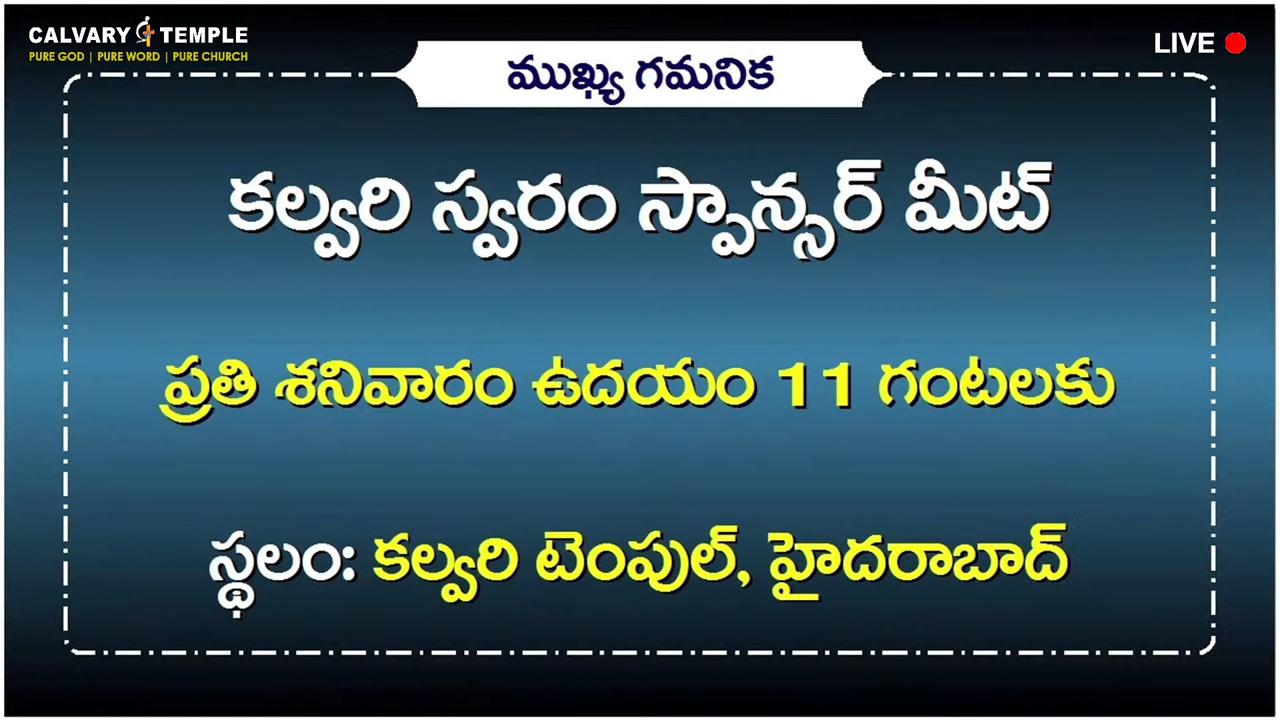 CALVARY TEMPLE
PURE GOD | PURE WORD | PURE CHURCH
LIVE
ముఖ్య గమనిక
కల్వరి స్వరం స్పాన్సర్ మీట్
ప్రతి శనివారం ఉదయం 11 గంటలకు
స్థలం: కల్వరి టెంపుల్, హైదరాబాద్